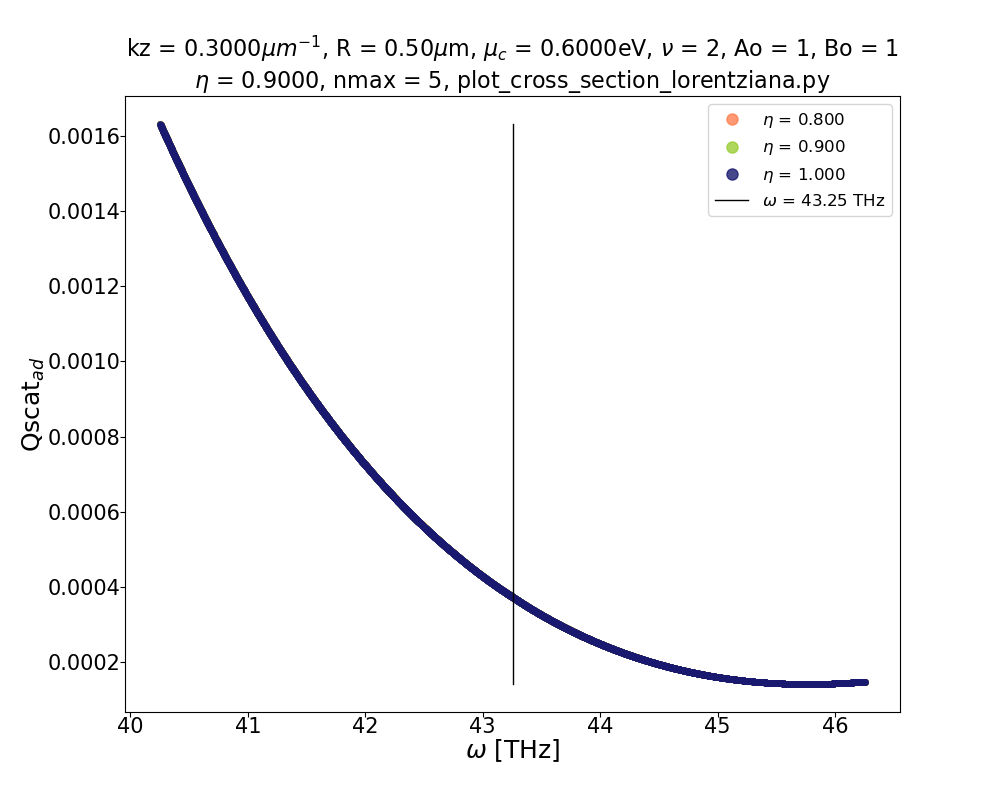 kz = 0.3000μm⁻¹, R = 0.50μm, μ_c = 0.6000eV, ν = 2, Ao = 1, Bo = 1
η = 0.9000, nmax = 5, plot_cross_section_lorentziana.py
η = 0.800
η = 0.900
η = 1.000
ω = 43.25 THz
0.0016
0.0014
0.0012
0.0010
0.0008
0.0006
0.0004
0.0002
Qscat_ad
40 41 42 43 44 45 46
ω [THz]